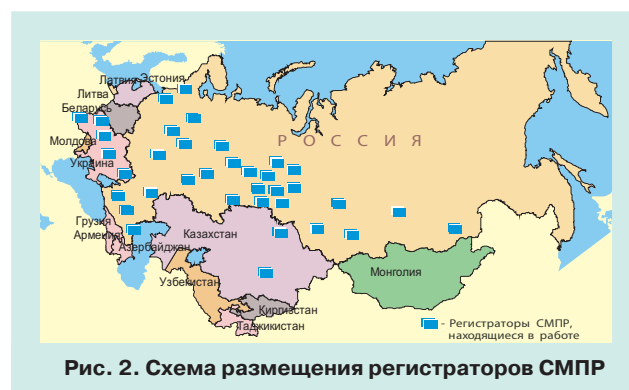 Латвия Эстония
Литва
Беларусь
РОССИЯ
Молдова
Украина
Грузия
Армения
Казахстан
Азербайджан
Монголия
Узбекистан
Киргизстан
Таджикистан
- Регистраторы СМПР,
находящиеся в работе
Рис. 2. Схема размещения регистраторов СМПР